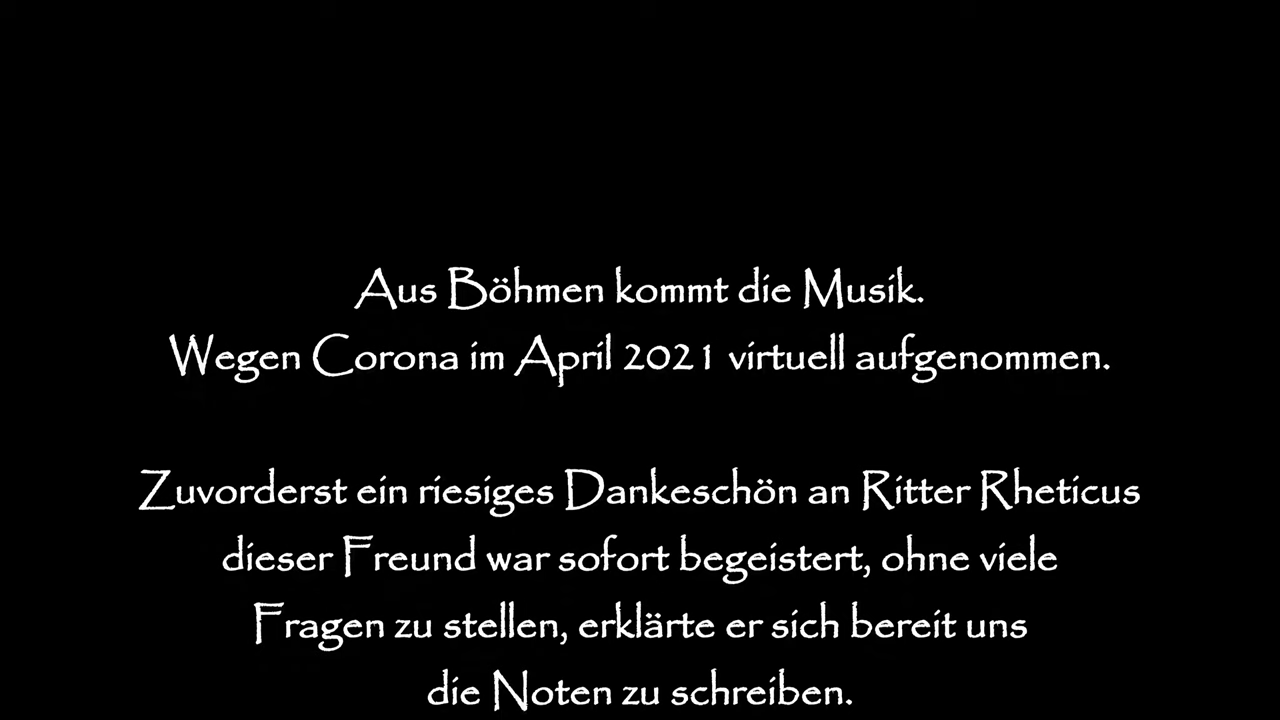 Aus Böhmen kommt die Musik.
Wegen Corona im April 2021 virtuell aufgenommen.
Zuvorderst ein riesiges Dankeschön an Ritter Rheticus
dieser Freund war sofort begeistert, ohne viele
Fragen zu stellen, erklärte er sich bereit uns
die Noten zu schreiben.